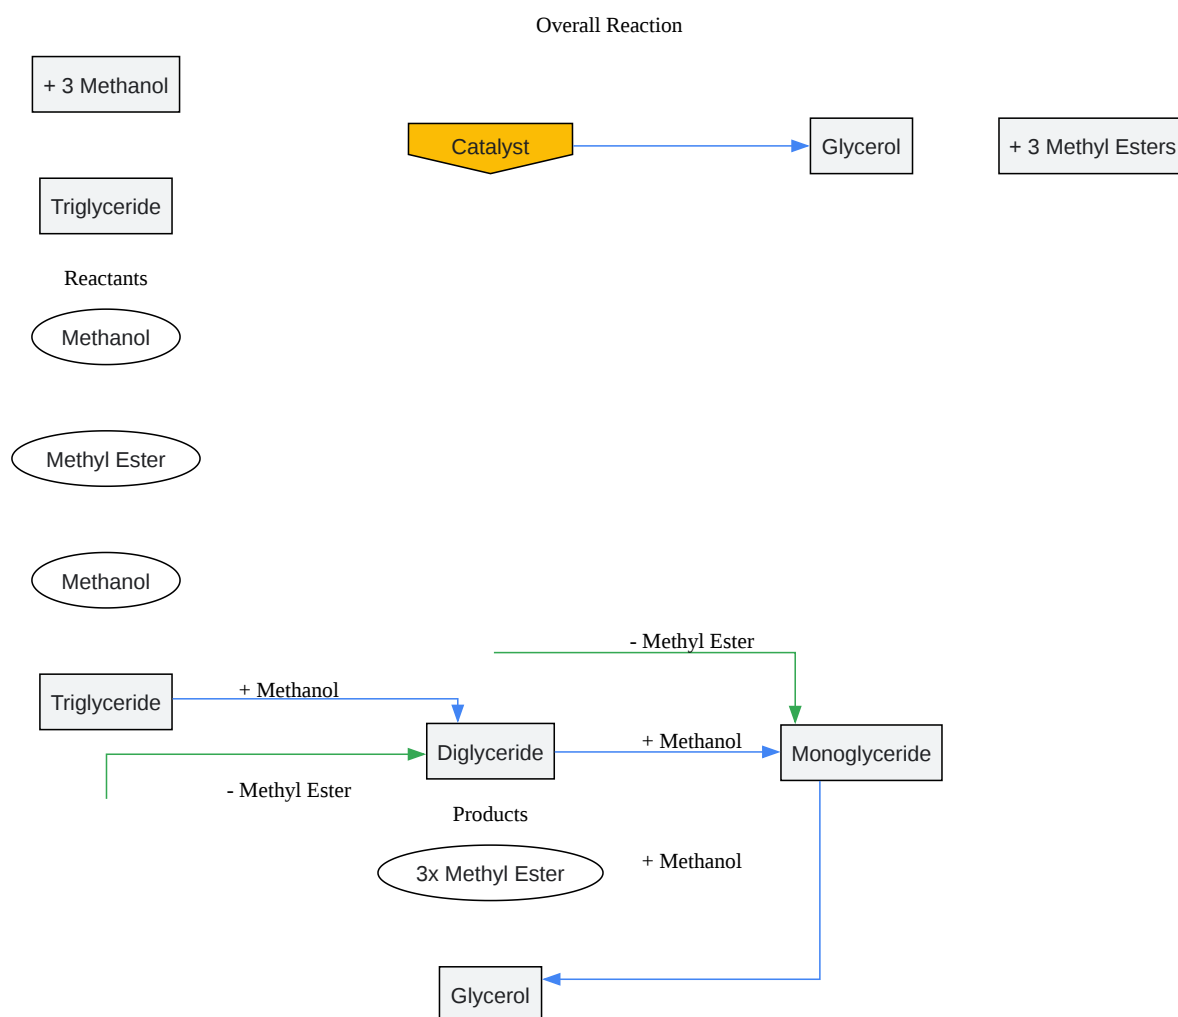 Overall Reaction
+ 3 Methanol
Catalyst
Glycerol
+ 3 Methyl Esters
Triglyceride
Reactants
Methanol
Methyl Ester
Methanol
- Methyl Ester
+ Methanol
Triglyceride
+ Methanol
Diglyceride
Monoglyceride
- Methyl Ester
Products
+ Methanol
3x Methyl Ester
Glycerol